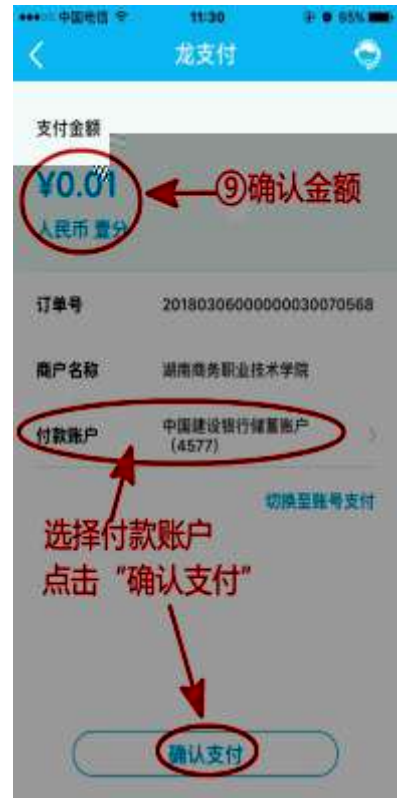 中国电信 11:30 65%
龙支付
支付金额
¥0.01
⑨确认金额
人民币 壹分
订单号 20180306000000030070568
商户名称 湖南商务职业技术学院
付款账户 中国建设银行储蓄账户
(4577)
切换至账号支付
选择付款账户
点击“确认支付”
确认支付